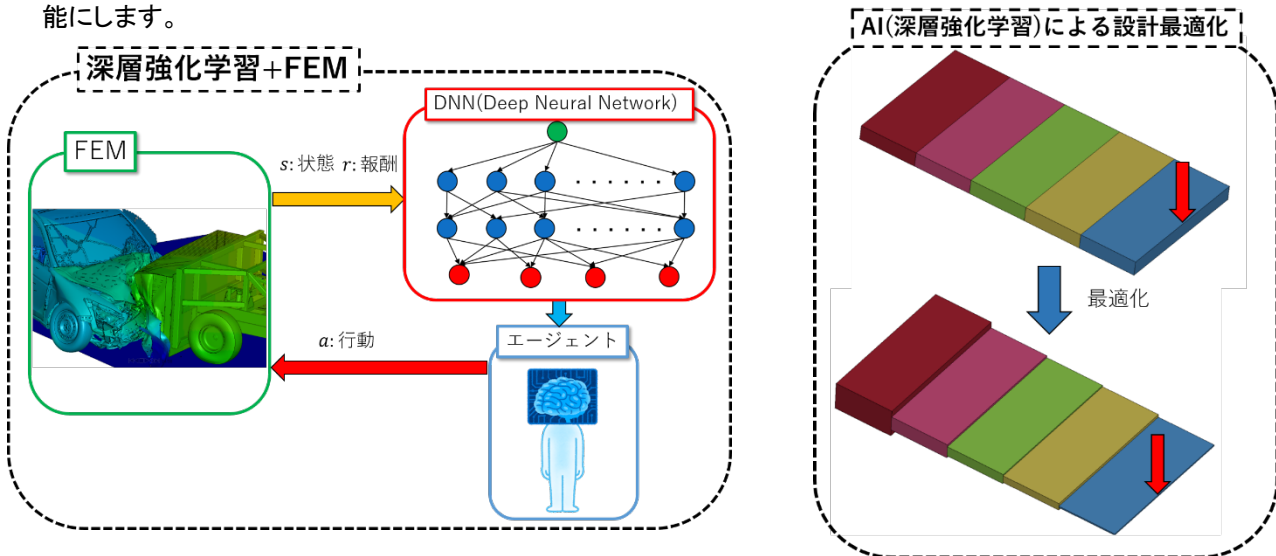 能にします。
深層強化学習+FEM
DNN(Deep Neural Network)
FEM
s: 状態 r: 報酬
a: 行動
エージェント
AI(深層強化学習)による設計最適化
最適化